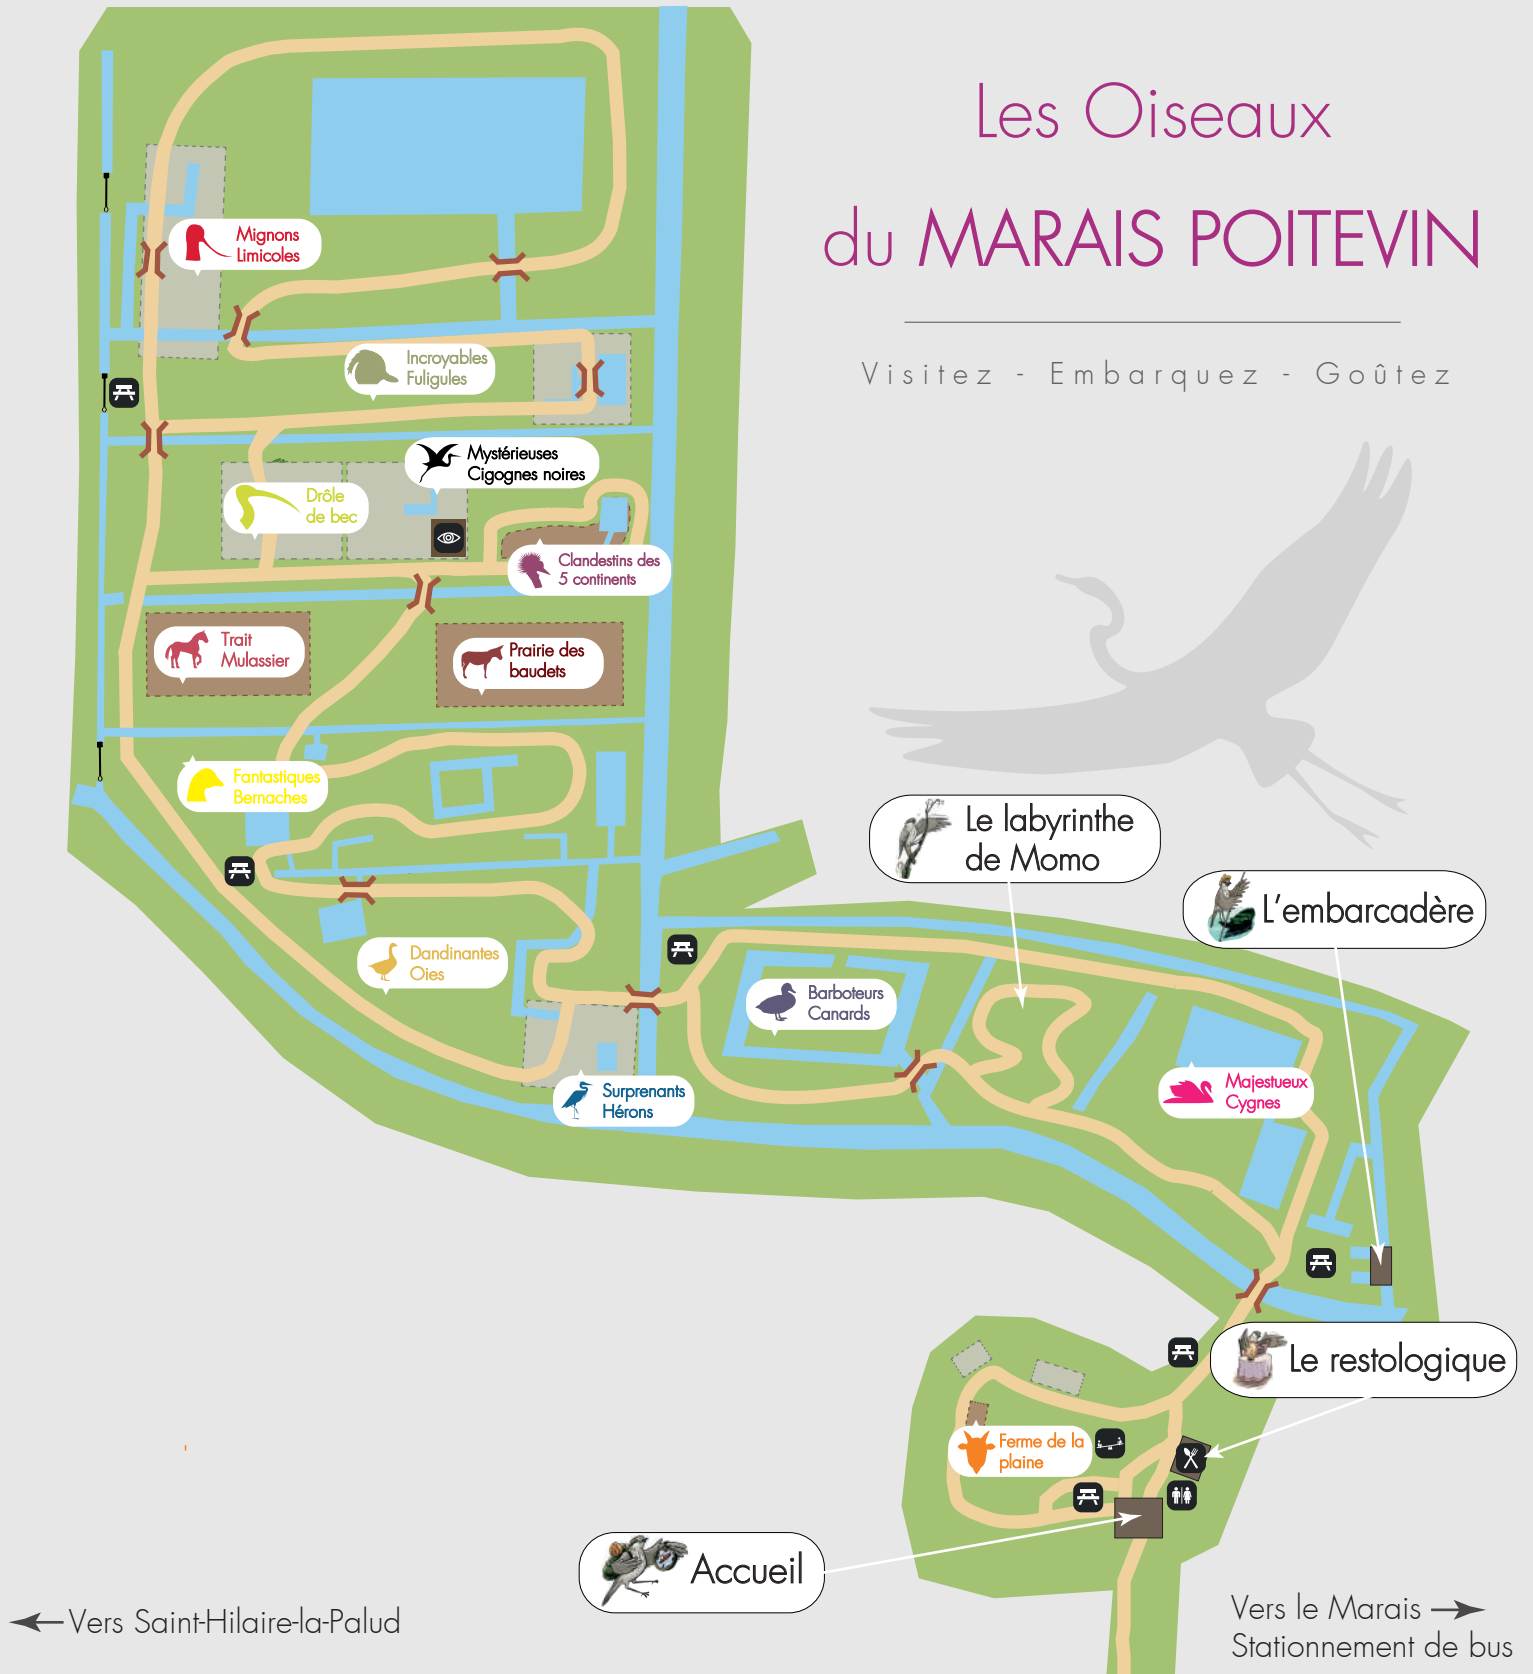 Les Oiseaux
du MARAIS POITEVIN
Visitez - Embarquez - Goûtez
Mignons
Limicoles
Incroyables
Fuligules
Mystérieuses
Cigognes noires
Drôle
de bec
Clandestins des
5 continents
Trait
Mulassier
Prairie des
baudets
Fantastiques
Bernaches
Le labyrinthe
de Momo
L'embarcadère
Dandinantes
Oies
Barboteurs
Canards
Surprenants
Hérons
Majestueux
Cygnes
Le restologique
Ferme de la
plaine
Accueil
Vers Saint-Hilaire-la-Palud
Vers le Marais
Stationnement de bus